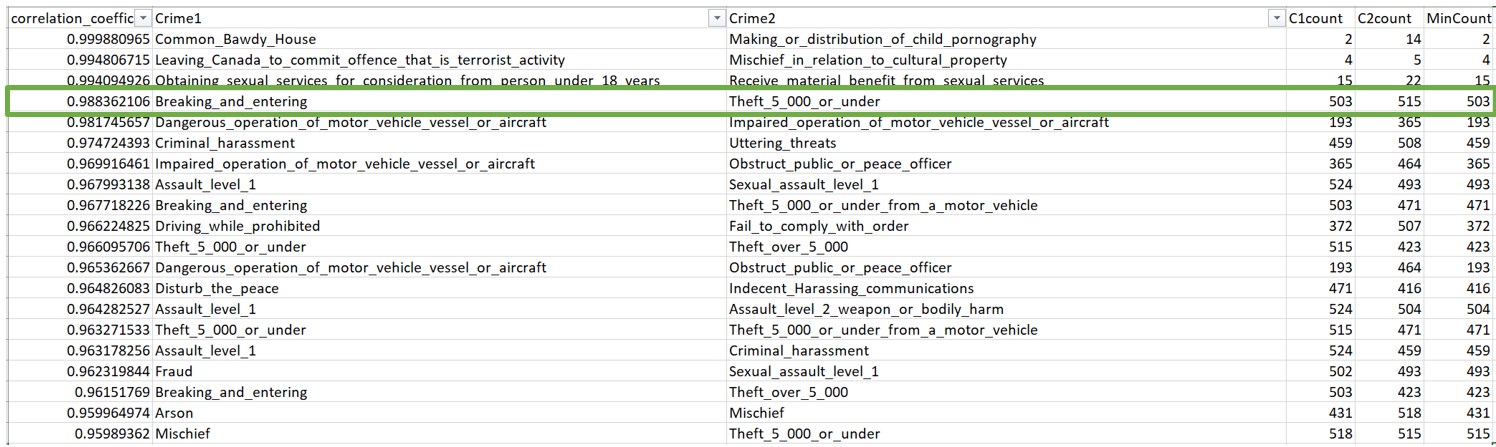 correlation_coeffic Crime1 Crime2 C1count C2count MinCount
0.999880965 Common_Bawdy_House Making_or_distribution_of_child_pornography 2 14 2
0.994806715 Leaving_Canada_to_commit_offence_that_is_terrorist_activity Mischief_in_relation_to_cultural_property 4 5 4
0.994094926 Obtaining_sexual_services_for_consideration_from_person_under_18_years Receive_material_benefit_from_sexual_services 15 22 15
0.988362106 Breaking_and_entering Theft_5_000_or_under 503 515 503
0.981745657 Dangerous_operation_of_motor_vehicle_vessel_or_aircraft Impaired_operation_of_motor_vehicle_vessel_or_aircraft 193 365 193
0.974724393 Criminal_harassment Uttering_threats 459 508 459
0.969916461 Impaired_operation_of_motor_vehicle_vessel_or_aircraft Obstruct_public_or_peace_officer 365 464 365
0.967993138 Assault_level_1 Sexual_assault_level_1 524 493 493
0.967718226 Breaking_and_entering Theft_5_000_or_under_from_a_motor_vehicle 503 471 471
0.966224825 Driving_while_prohibited Fail_to_comply_with_order 372 507 372
0.966095706 Theft_5_000_or_under Theft_over_5_000 515 423 423
0.965362667 Dangerous_operation_of_motor_vehicle_vessel_or_aircraft Obstruct_public_or_peace_officer 193 464 193
0.964826083 Disturb_the_peace Indecent_Harassing_communications 471 416 416
0.964282527 Assault_level_1 Assault_level_2_weapon_or_bodily_harm 524 504 504
0.963271533 Theft_5_000_or_under Theft_5_000_or_under_from_a_motor_vehicle 515 471 471
0.963178256 Assault_level_1 Criminal_harassment 524 459 459
0.962319844 Fraud Sexual_assault_level_1 502 493 493
0.96151769 Breaking_and_entering Theft_over_5_000 503 423 423
0.959964974 Arson Mischief 431 518 431
0.95989362 Mischief Theft_5_000_or_under 518 515 515